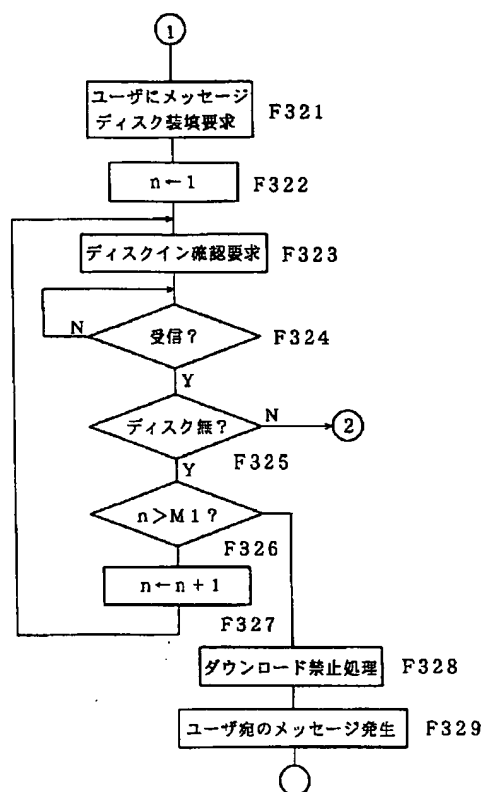 1
ユーザにメッセージ
ディスク装填要求
F321
n←1
F322
ディスクイン確認要求
F323
N
受信?
F324
Y
ディスク無?
N
2
F325
Y
n>M1?
F326
n←n+1
F327
ダウンロード禁止処理
F328
ユーザ宛のメッセージ発生
F329